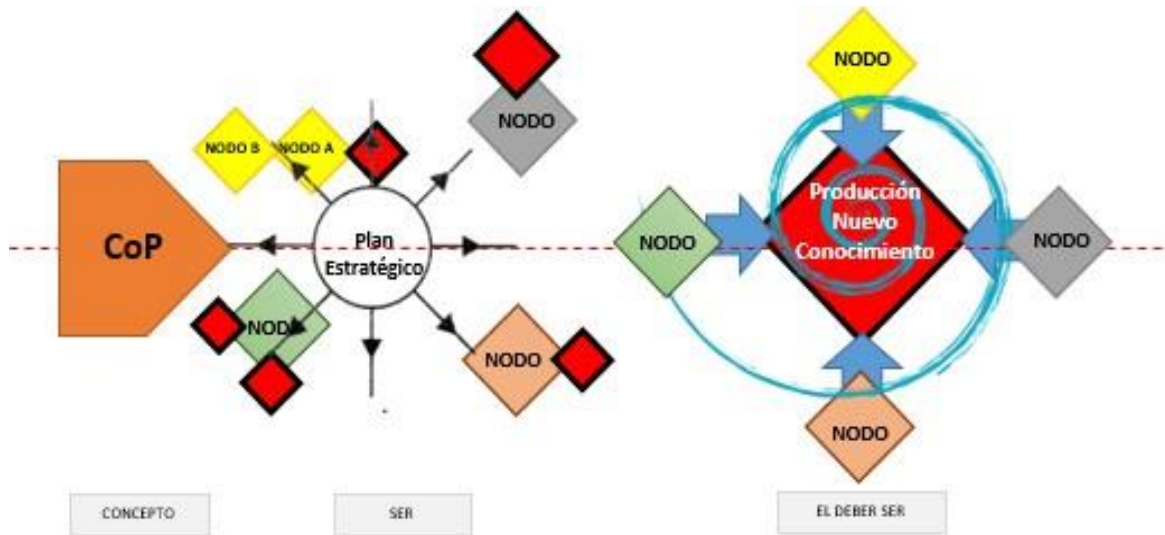 CoP
NODO B
NODO A
NODO
Plan
Estratégico
NODO
NODO
NODO
NODO
Producción
Nuevo
Conocimiento
NODO
NODO
CONCEPTO
SER
EL DEBER SER